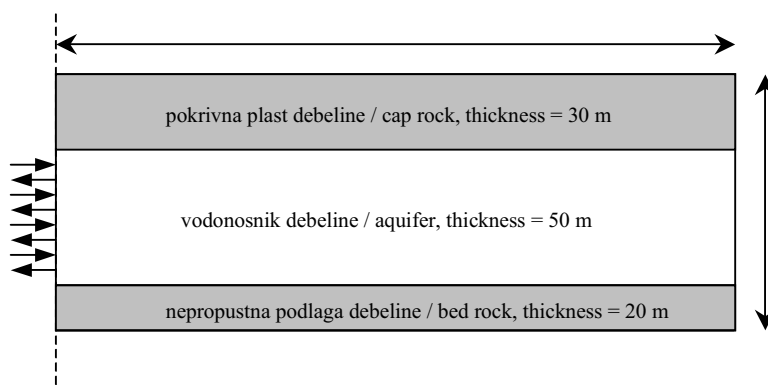 pokrivna plast debeline / cap rock, thickness = 30 m
vodonosnik debeline / aquifer, thickness = 50 m
nepropustna podlaga debeline / bed rock, thickness = 20 m